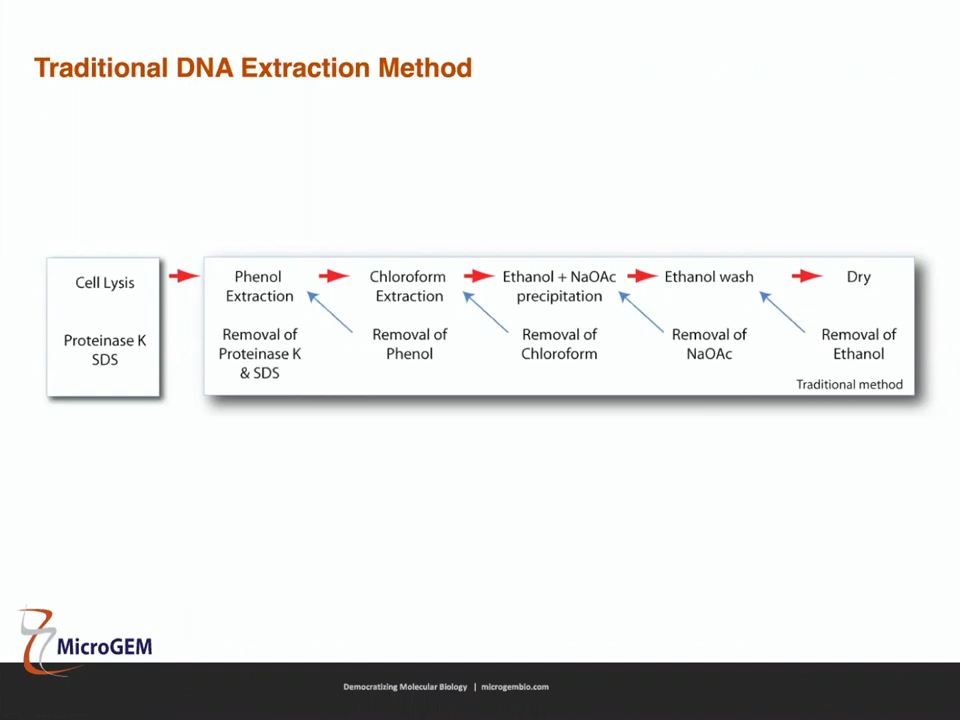 Traditional DNA Extraction Method
Cell Lysis
Proteinase K
SDS
Phenol
Extraction
Removal of
Proteinase K
& SDS
Chloroform
Extraction
Removal of
Phenol
Ethanol + NaOAc
precipitation
Removal of
Chloroform
Ethanol wash
Removal of
NaOAc
Dry
Removal of
Ethanol
Traditional method
MicroGEM
Democratizing Molecular Biology | microgembio.com